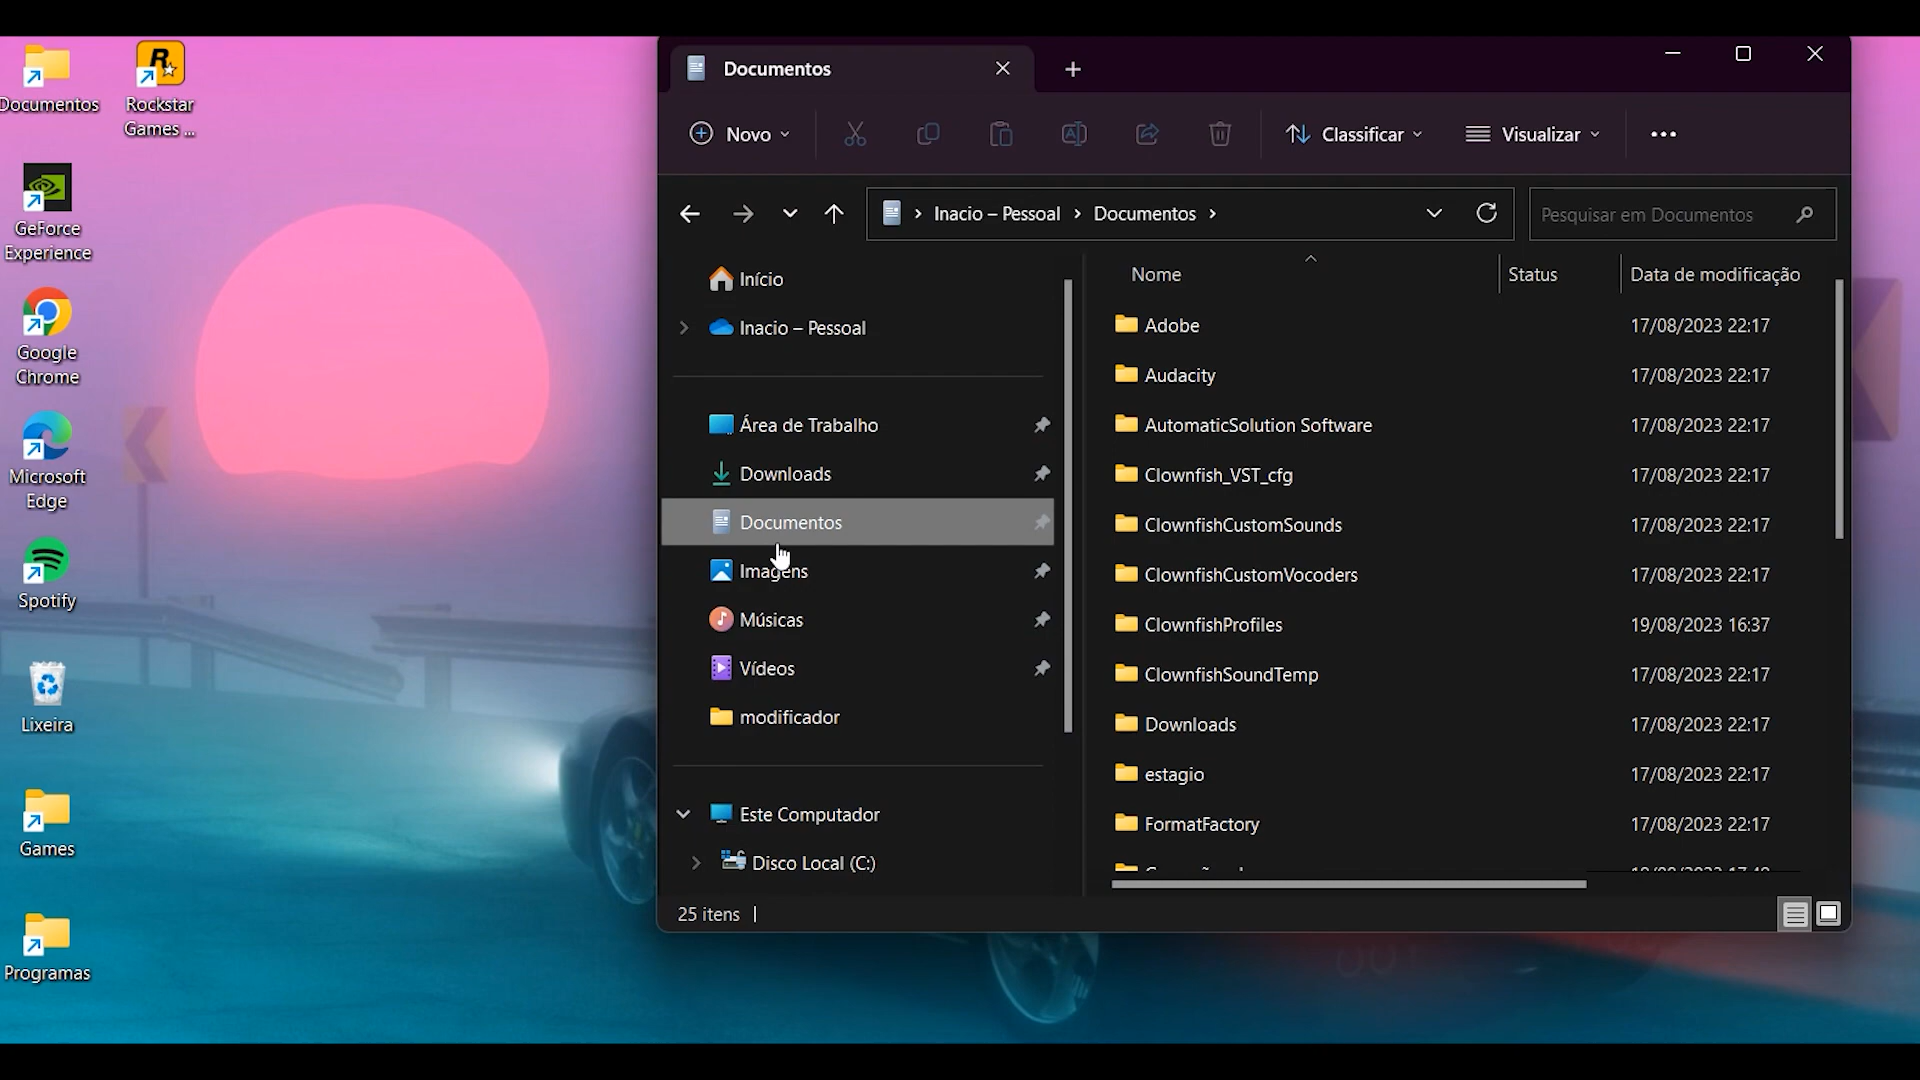 Documentos
Rockstar
Games ...
GeForce
Experience
Google
Chrome
Microsoft
Edge
Spotify
Lixeira
Games
Programas
Documentos
Novo
Classificar
Visualizar
Inacio – Pessoal
Documentos
Pesquisar em Documentos
Início
Inacio – Pessoal
Área de Trabalho
Downloads
Documentos
Imagens
Músicas
Vídeos
modificador
Este Computador
Disco Local (C:)
Nome Status Data de modificação
Adobe 17/08/2023 22:17
Audacity 17/08/2023 22:17
AutomaticSolution Software 17/08/2023 22:17
Clownfish_VST_cfg 17/08/2023 22:17
ClownfishCustomSounds 17/08/2023 22:17
ClownfishCustomVocoders 17/08/2023 22:17
ClownfishProfiles 19/08/2023 16:37
ClownfishSoundTemp 17/08/2023 22:17
Downloads 17/08/2023 22:17
estagio 17/08/2023 22:17
FormatFactory 17/08/2023 22:17
25 itens